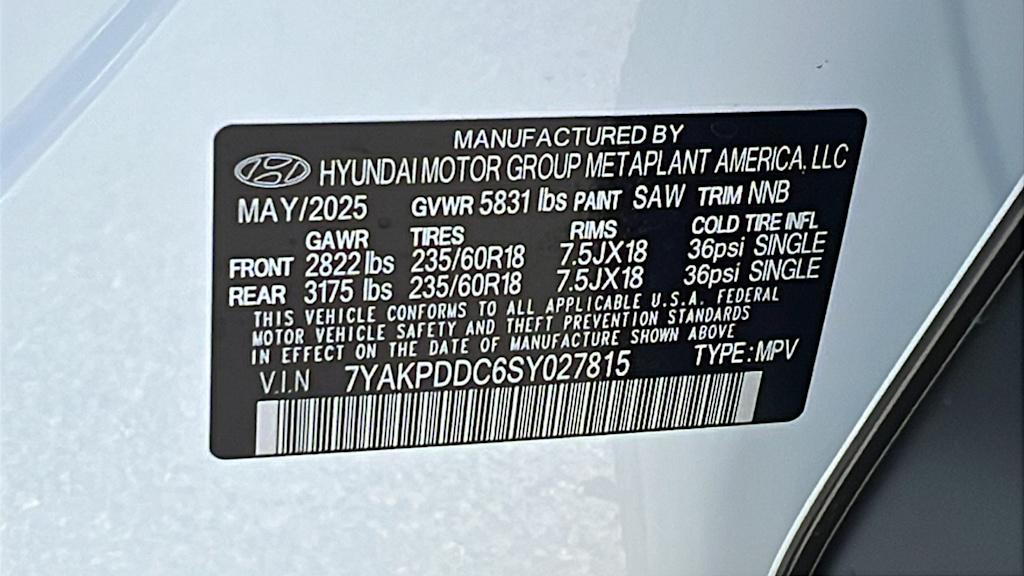 MANUFACTURED BY
HYUNDAI MOTOR GROUP METAPLANT AMERICA, LLC
MAY/2025 GVWR 5831 lbs PAINT SAW TRIM NNB
GAWR TIRES RIMS COLD TIRE INFL
FRONT 2822 lbs 235/60R18 7.5JX18 36psi SINGLE
REAR 3175 lbs 235/60R18 7.5JX18 36psi SINGLE
THIS VEHICLE CONFORMS TO ALL APPLICABLE U.S.A. FEDERAL
MOTOR VEHICLE SAFETY AND THEFT PREVENTION STANDARDS
IN EFFECT ON THE DATE OF MANUFACTURE SHOWN ABOVE
V.I.N 7YAKPDDC6SY027815 TYPE:MPV